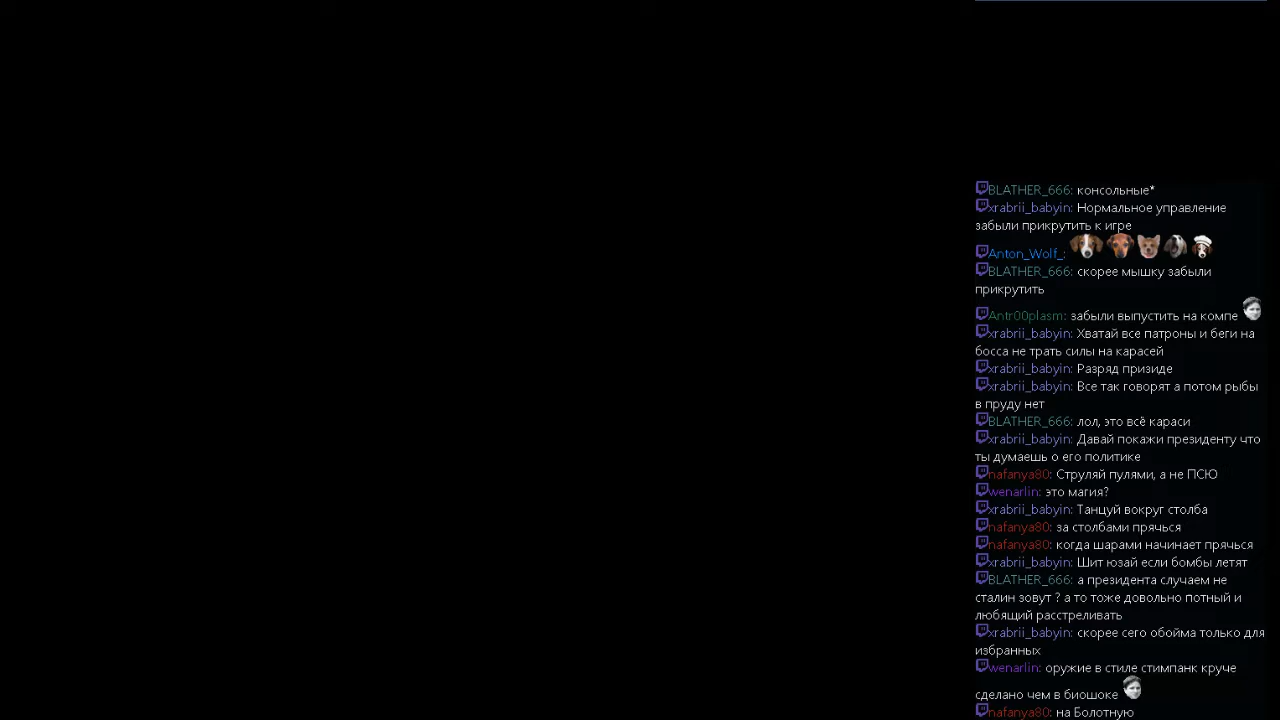 BLATHER_666: консольные*
xrabrii_babyin: Нормальное управление
забыли прикрутить к игре
Anton_Wolf_:
BLATHER_666: скорее мышку забыли
прикрутить
Antr00plasm: забыли выпустить на компе
xrabrii_babyin: Хватай все патроны и беги на
босса не трать силы на карасей
xrabrii_babyin: Разряд призиде
xrabrii_babyin: Все так говорят а потом рыбы
в пруду нет
BLATHER_666: лол, это всё караси
xrabrii_babyin: Давай покажи президенту что
ты думаешь о его политике
nafanya80: Струляй пулями, а не ПСЮ
wenarlin: это магия?
xrabrii_babyin: Танцуй вокруг столба
nafanya80: за столбами прячься
nafanya80: когда шарами начинает прячься
xrabrii_babyin: Шит юзай если бомбы летят
BLATHER_666: а президента случаем не
сталин зовут ? а то тоже довольно потный и
любящий расстреливать
xrabrii_babyin: скорее сего обойма только для
избранных
wenarlin: оружие в стиле стимпанк круче
сделано чем в биошоке
nafanya80: на Болотную